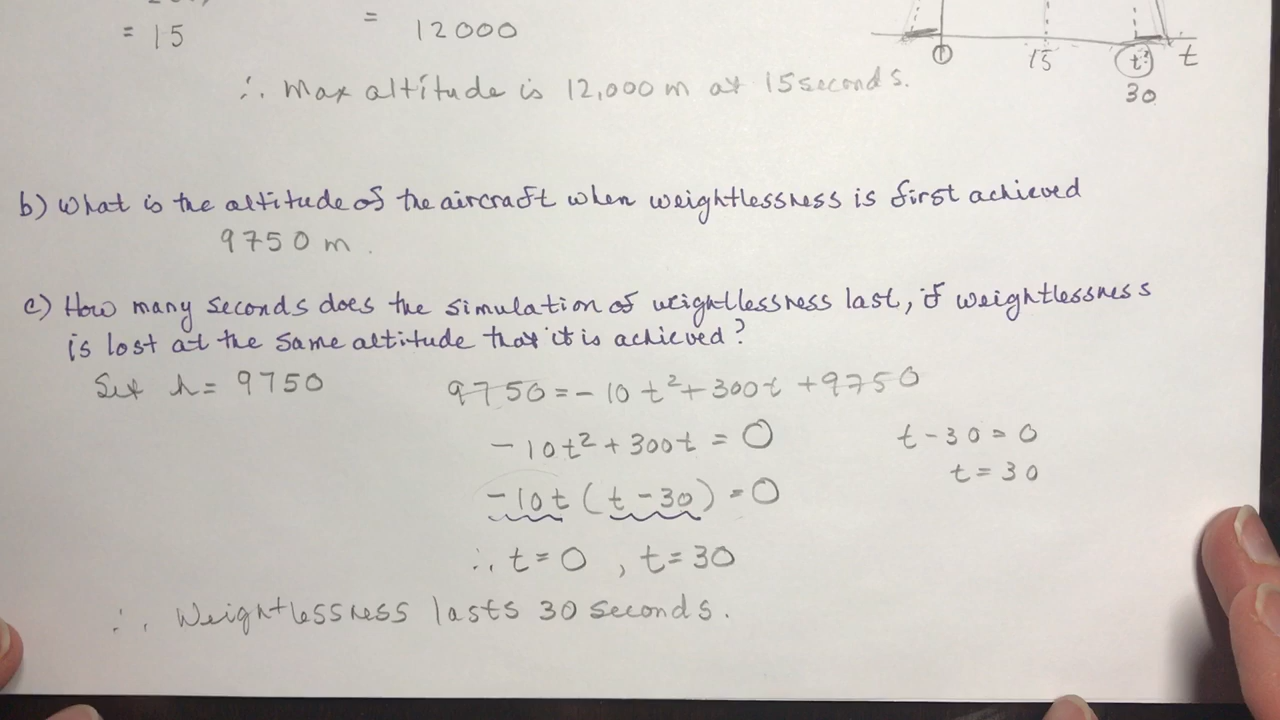 = 15
=
12000
0
15
t²
t
30
∴ Max altitude is 12,000 m at 15 seconds.
b) What is the altitude of the aircraft when weightlessness is first achieved
9750 m.
c) How many seconds does the simulation of weightlessness last, if weightlessness
is lost at the same altitude that it is achieved?
Set h = 9750
9750 = -10t² + 300t + 9750
-10t² + 300t = 0
t - 30 = 0
t = 30
-10t (t - 30) = 0
∴ t = 0 , t = 30
∴ Weightlessness lasts 30 seconds.